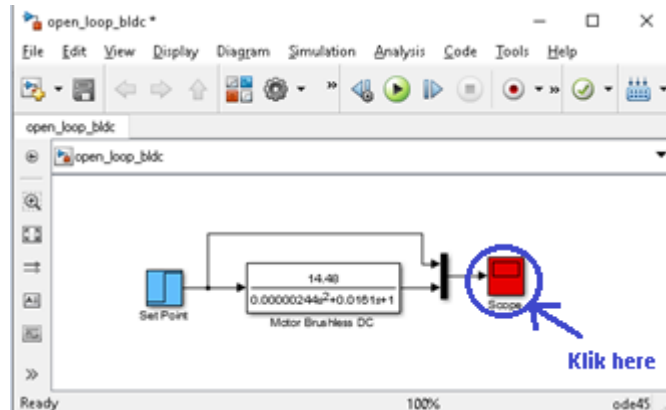 open_loop_bldc *
File Edit View Display Diagram Simulation Analysis Code Tools Help
open_loop_bldc
open_loop_bldc
14.48
0.00000244s²+0.0161s+1
Set Point
Motor Brushless DC
Scope
Klik here
Ready 100% ode45